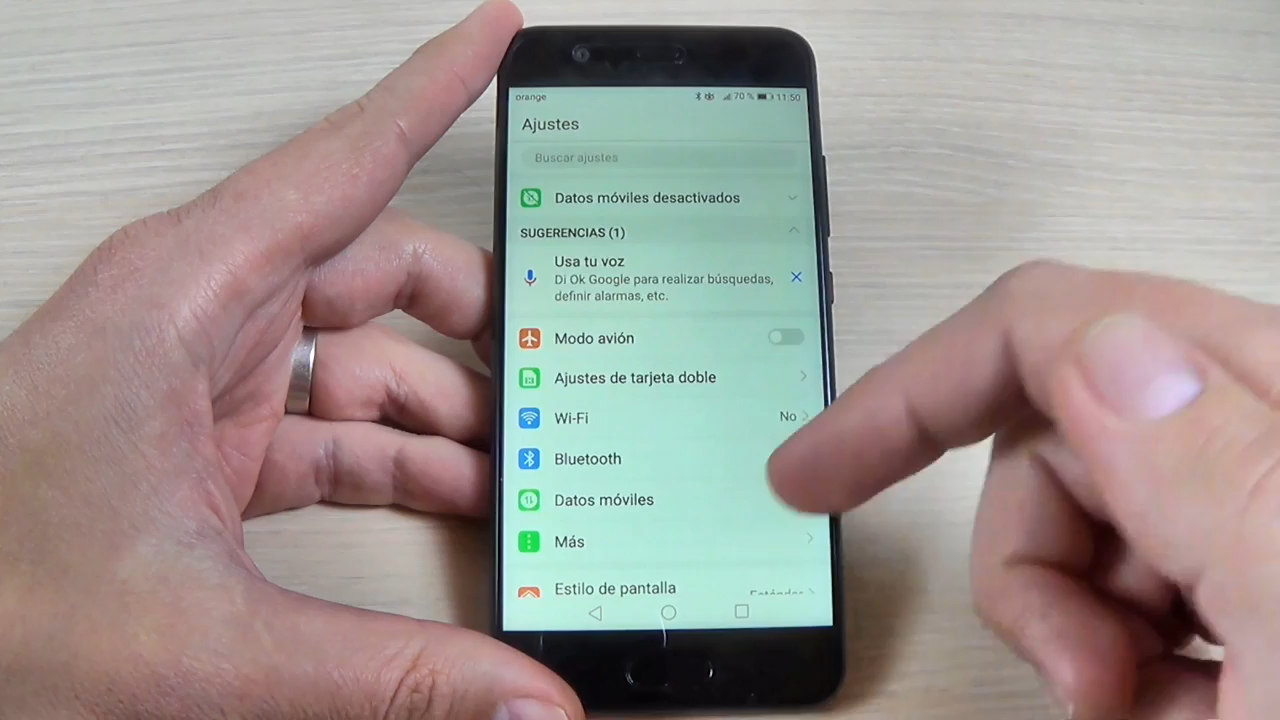 orange 70 % 11:50
Ajustes
Buscar ajustes
Datos móviles desactivados
SUGERENCIAS (1)
Usa tu voz
Di Ok Google para realizar búsquedas,
definir alarmas, etc.
Modo avión
Ajustes de tarjeta doble
Wi-Fi No
Bluetooth
Datos móviles
Más
Estilo de pantalla Estándar